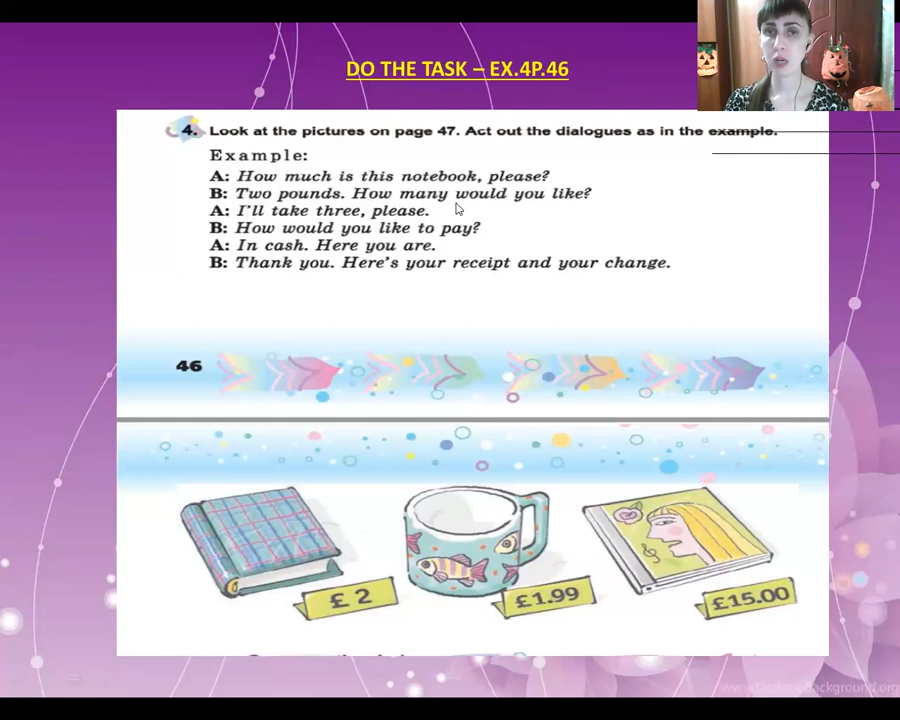 DO THE TASK – EX.4P.46
4. Look at the pictures on page 47. Act out the dialogues as in the example.
Example:
A: How much is this notebook, please?
B: Two pounds. How many would you like?
A: I'll take three, please.
B: How would you like to pay?
A: In cash. Here you are.
B: Thank you. Here's your receipt and your change.
46
£ 2
£1.99
£15.00